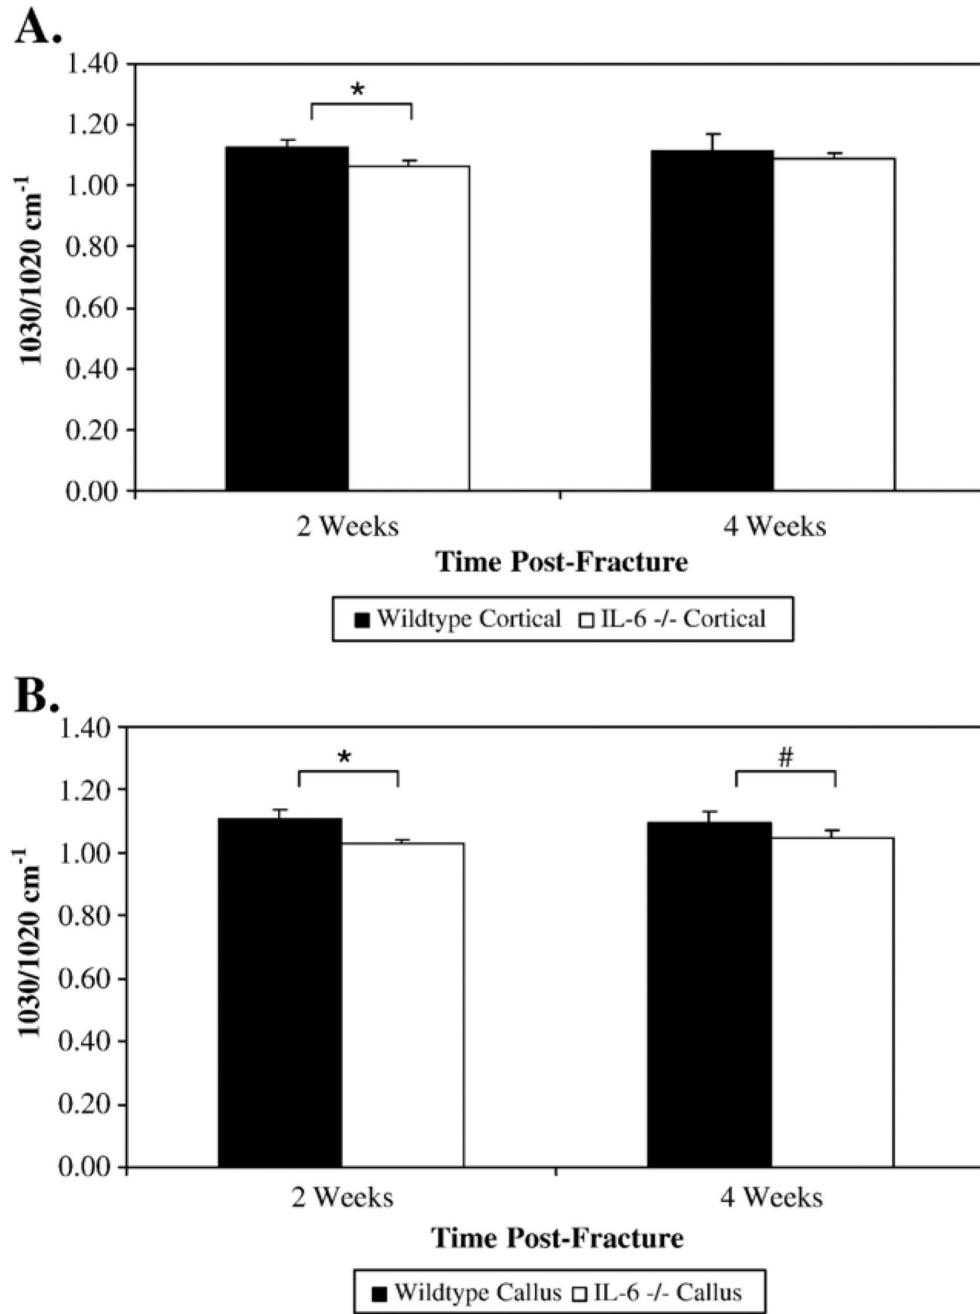 A.
1.40
1.20
1.00
0.80
0.60
0.40
0.20
0.00
1030/1020 cm⁻¹
*
2 Weeks 4 Weeks
Time Post-Fracture
Wildtype Cortical IL-6 -/- Cortical
B.
1.40
1.20
1.00
0.80
0.60
0.40
0.20
0.00
1030/1020 cm⁻¹
* #
2 Weeks 4 Weeks
Time Post-Fracture
Wildtype Callus IL-6 -/- Callus